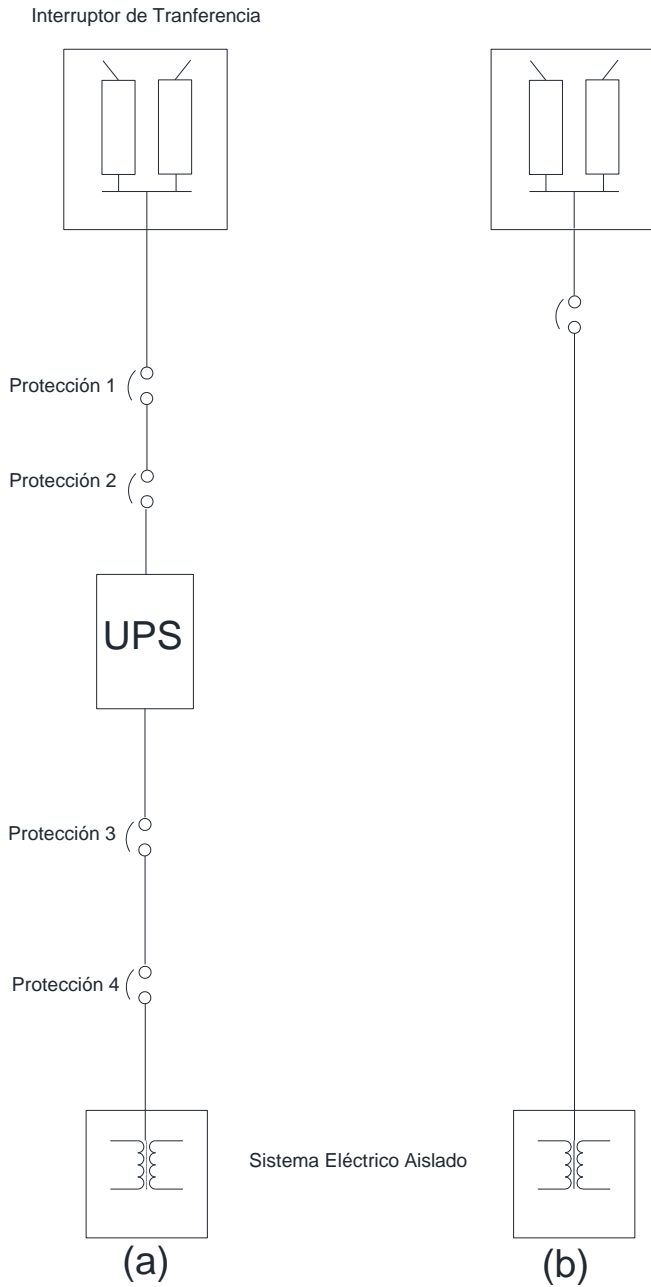 Interruptor de Tranferencia
Protección 1
Protección 2
UPS
Protección 3
Protección 4
Sistema Eléctrico Aislado
(a)
(b)